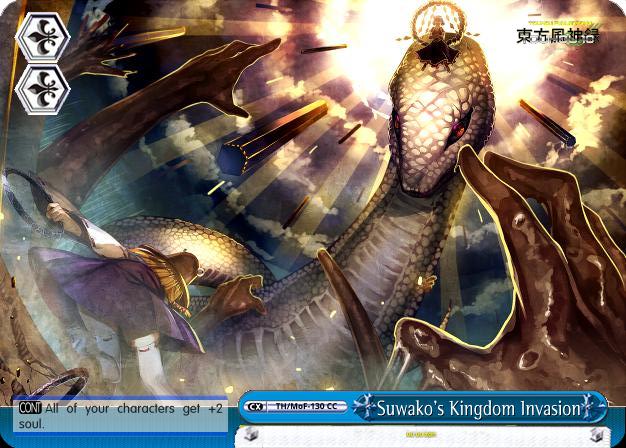 東方風神録
CONT All of your characters get +2
soul.
CX TH/MoF-130 CC Suwako's Kingdom Invasion